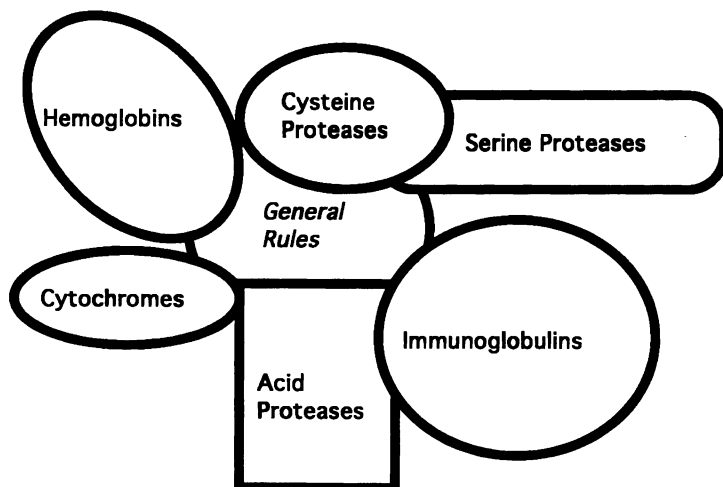 Hemoglobins
Cysteine
Proteases
Serine Proteases
General
Rules
Cytochromes
Immunoglobulins
Acid
Proteases